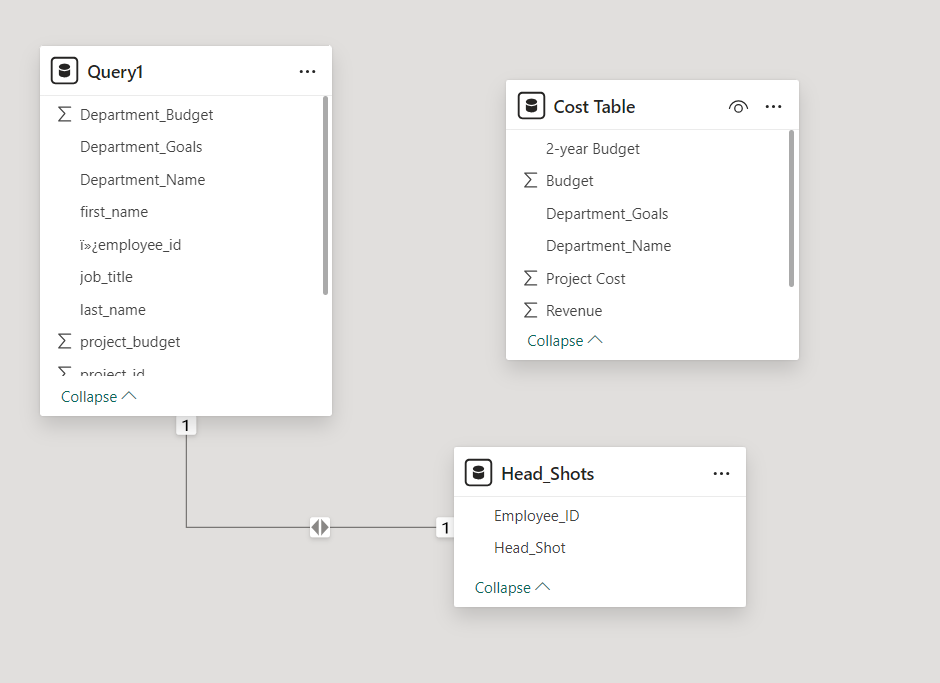 Query1
Department_Budget
Department_Goals
Department_Name
first_name
employee_id
job_title
last_name
project_budget
project_id
Collapse
1
Cost Table
2-year Budget
Budget
Department_Goals
Department_Name
Project Cost
Revenue
Collapse
Head_Shots
Employee_ID
Head_Shot
Collapse
1